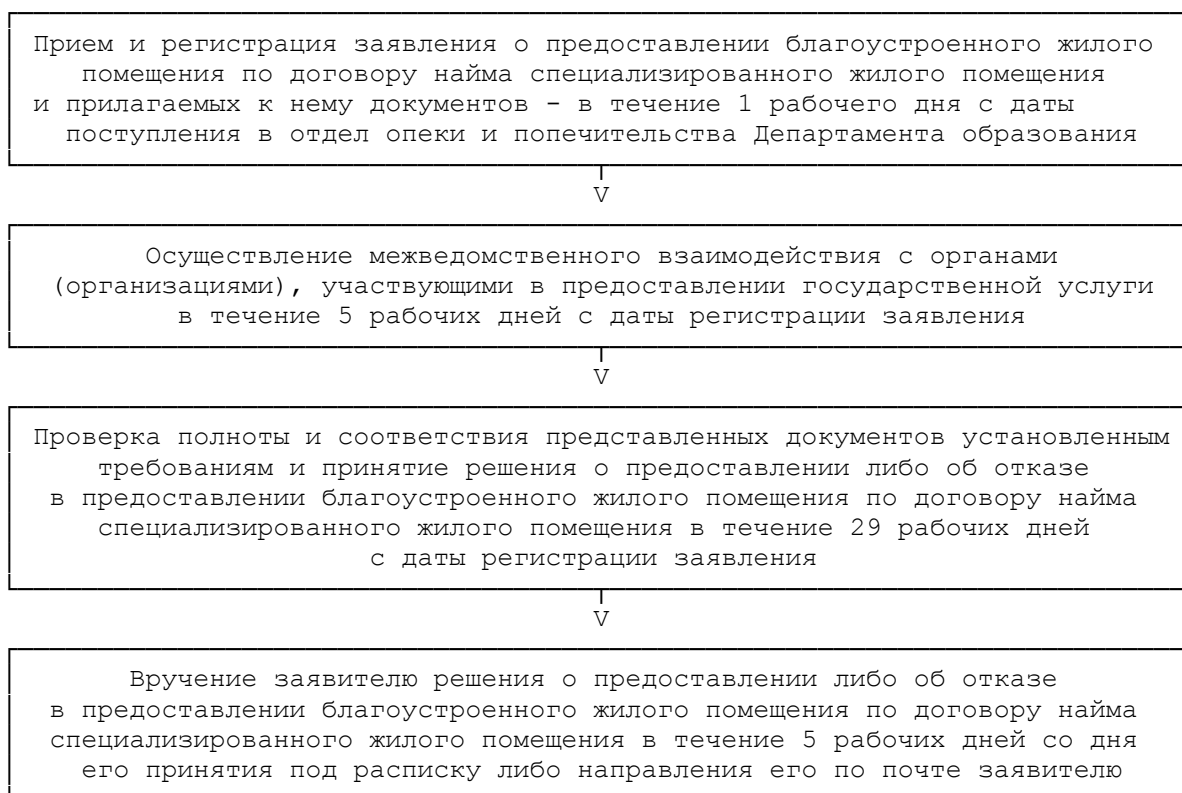 Прием и регистрация заявления о предоставлении благоустроенного жилого
помещения по договору найма специализированного жилого помещения
и прилагаемых к нему документов - в течение 1 рабочего дня с даты
поступления в отдел опеки и попечительства Департамента образования
V
Осуществление межведомственного взаимодействия с органами
(организациями), участвующими в предоставлении государственной услуги
в течение 5 рабочих дней с даты регистрации заявления
V
Проверка полноты и соответствия представленных документов установленным
требованиям и принятие решения о предоставлении либо об отказе
в предоставлении благоустроенного жилого помещения по договору найма
специализированного жилого помещения в течение 29 рабочих дней
с даты регистрации заявления
V
Вручение заявителю решения о предоставлении либо об отказе
в предоставлении благоустроенного жилого помещения по договору найма
специализированного жилого помещения в течение 5 рабочих дней со дня
его принятия под расписку либо направления его по почте заявителю